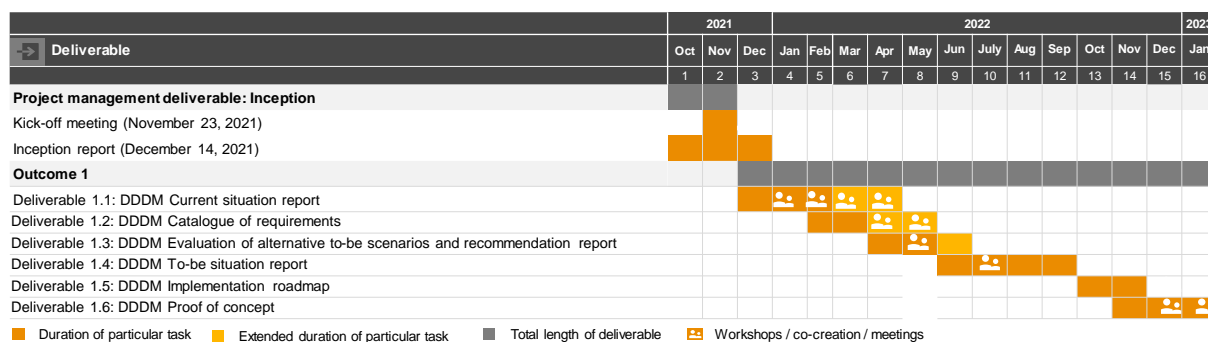 2021 2022 2023
Deliverable Oct Nov Dec Jan Feb Mar Apr May Jun July Aug Sep Oct Nov Dec Jan
1 2 3 4 5 6 7 8 9 10 11 12 13 14 15 16
Project management deliverable: Inception
Kick-off meeting (November 23, 2021)
Inception report (December 14, 2021)
Outcome 1
Deliverable 1.1: DDDM Current situation report
Deliverable 1.2: DDDM Catalogue of requirements
Deliverable 1.3: DDDM Evaluation of alternative to-be scenarios and recommendation report
Deliverable 1.4: DDDM To-be situation report
Deliverable 1.5: DDDM Implementation roadmap
Deliverable 1.6: DDDM Proof of concept
Duration of particular task Extended duration of particular task Total length of deliverable Workshops / co-creation / meetings